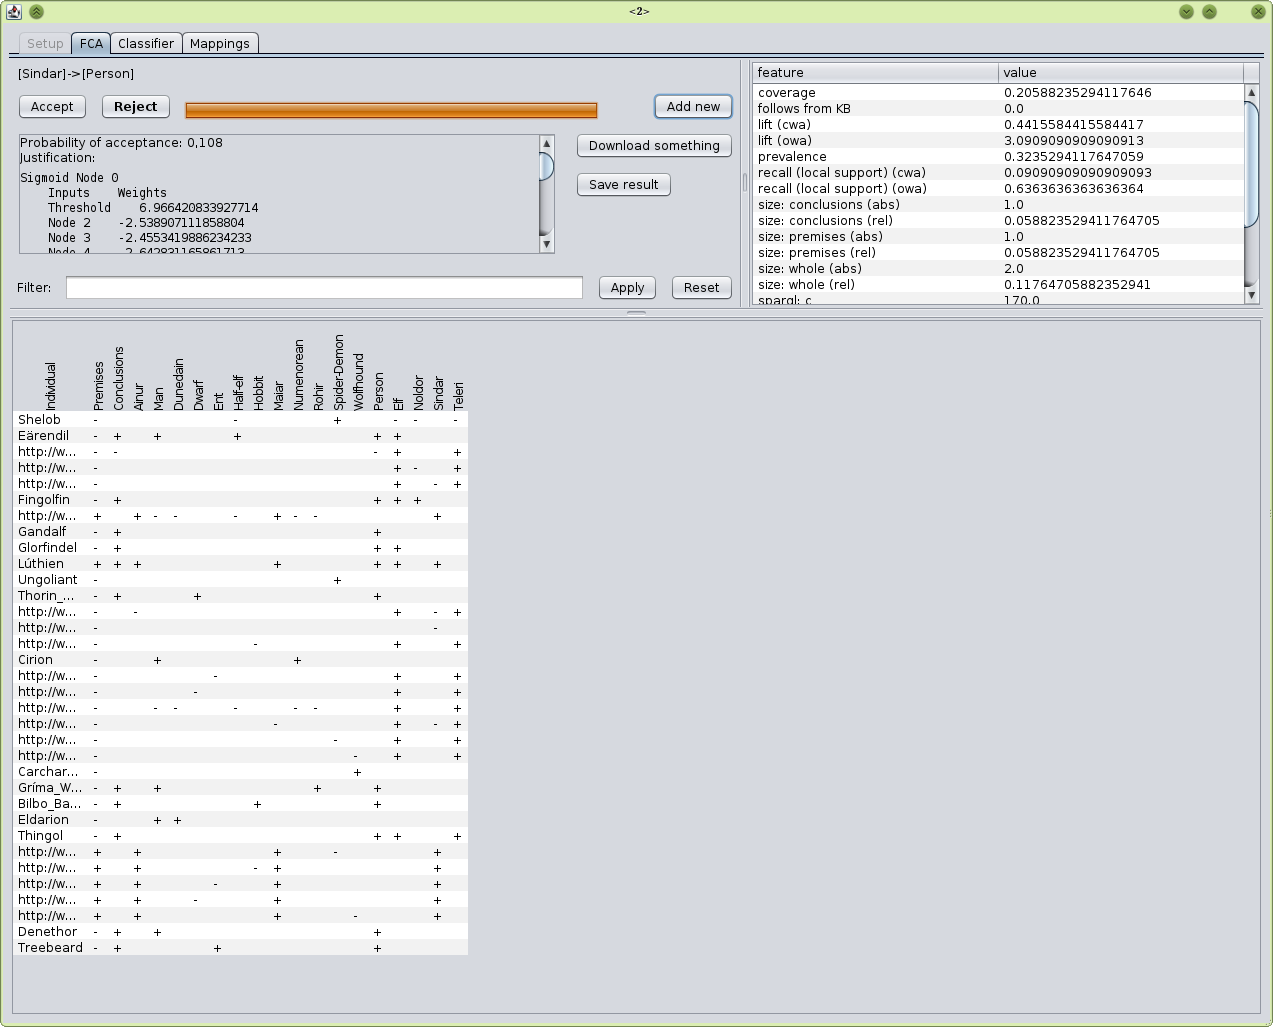 <2>
Setup FCA Classifier Mappings
[Sindar]->[Person]
Accept Reject Add new
Probability of acceptance: 0,108
Justification:
Sigmoid Node 0
Inputs Weights
Threshold 6.966420833927714
Node 2 -2.538907111858804
Node 3 -2.4553419886234233
Node 4 -2.642831165861713
Download something
Save result
Filter: Apply Reset
feature value
coverage 0.20588235294117646
follows from KB 0.0
lift (cwa) 0.4415584415584417
lift (owa) 3.0909090909090913
prevalence 0.3235294117647059
recall (local support) (cwa) 0.09090909090909093
recall (local support) (owa) 0.6363636363636364
size: conclusions (abs) 1.0
size: conclusions (rel) 0.058823529411764705
size: premises (abs) 1.0
size: premises (rel) 0.058823529411764705
size: whole (abs) 2.0
size: whole (rel) 0.11764705882352941
sparql: c 170.0
Individual Premises Conclusions Ainur Man Dunedain Dwarf Ent Half-elf Hobbit Maiar Numenorean Rohir Spider-Demon Wolfhound Person Elf Noldor Sindar Teleri
Shelob - - + - - -
Eärendil - + + + + +
http://w... - - - + +
http://w... - + - +
http://w... - + - +
Fingolfin - + + + +
http://w... + + - - - + - - +
Gandalf - + +
Glorfindel - + + +
Lúthien + + + + + + +
Ungoliant - +
Thorin_... - + + +
http://w... - - + - +
http://w... - -
http://w... - - + +
Cirion - + +
http://w... - - + +
http://w... - - + +
http://w... - - - - - - + +
http://w... - - + - +
http://w... - - + +
http://w... - - + +
Carchar... - +
Gríma_W... - + + + +
Bilbo_Ba... - + + +
Eldarion - + +
Thingol - + + + +
http://w... + + + - +
http://w... + + - + +
http://w... + + - + +
http://w... + + - + +
http://w... + + + - +
Denethor - + + +
Treebeard - + + +